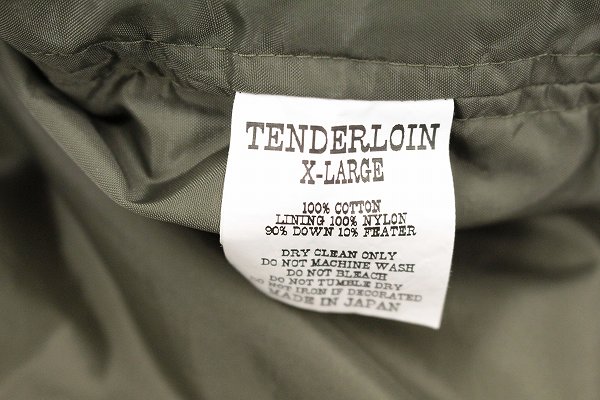 TENDERLOIN
X-LARGE
100% COTTON
LINING 100% NYLON
90% DOWN 10% FEATER
DRY CLEAN ONLY
DO NOT MACHINE WASH
DO NOT BLEACH
DO NOT TUMBLE DRY
DO NOT IRON IF DECORATED
MADE IN JAPAN